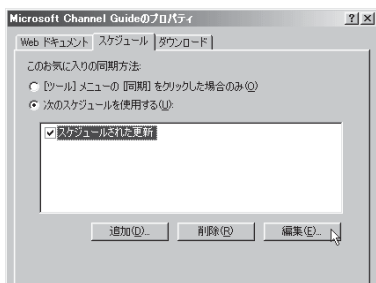 Microsoft Channel Guideのプロパティ
Web ドキュメント スケジュール ダウンロード
このお気に入りの同期方法:
[ツール] メニューの [同期] をクリックした場合のみ(O)
次のスケジュールを使用する(U):
スケジュールされた更新
追加(D)... 削除(R) 編集(E)...